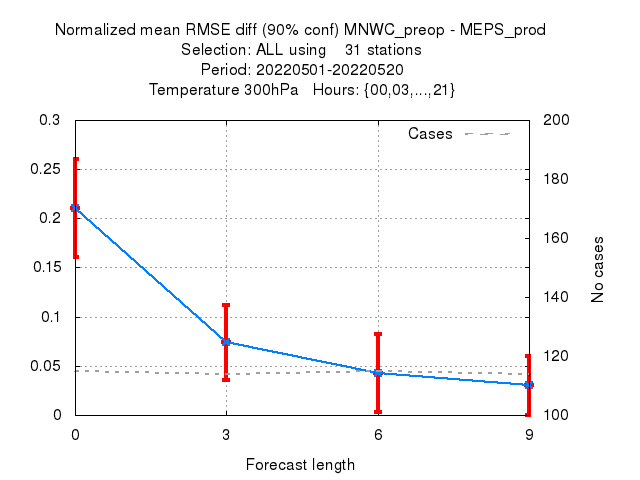 Normalized mean RMSE diff (90% conf) MNWC_preop - MEPS_prod
Selection: ALL using    31 stations
Period: 20220501-20220520
Temperature 300hPa   Hours: {00,03,...,21}
Cases
0.3
0.25
0.2
0.15
0.1
0.05
0
200
180
160
140
120
100
No cases
0 3 6 9
Forecast length